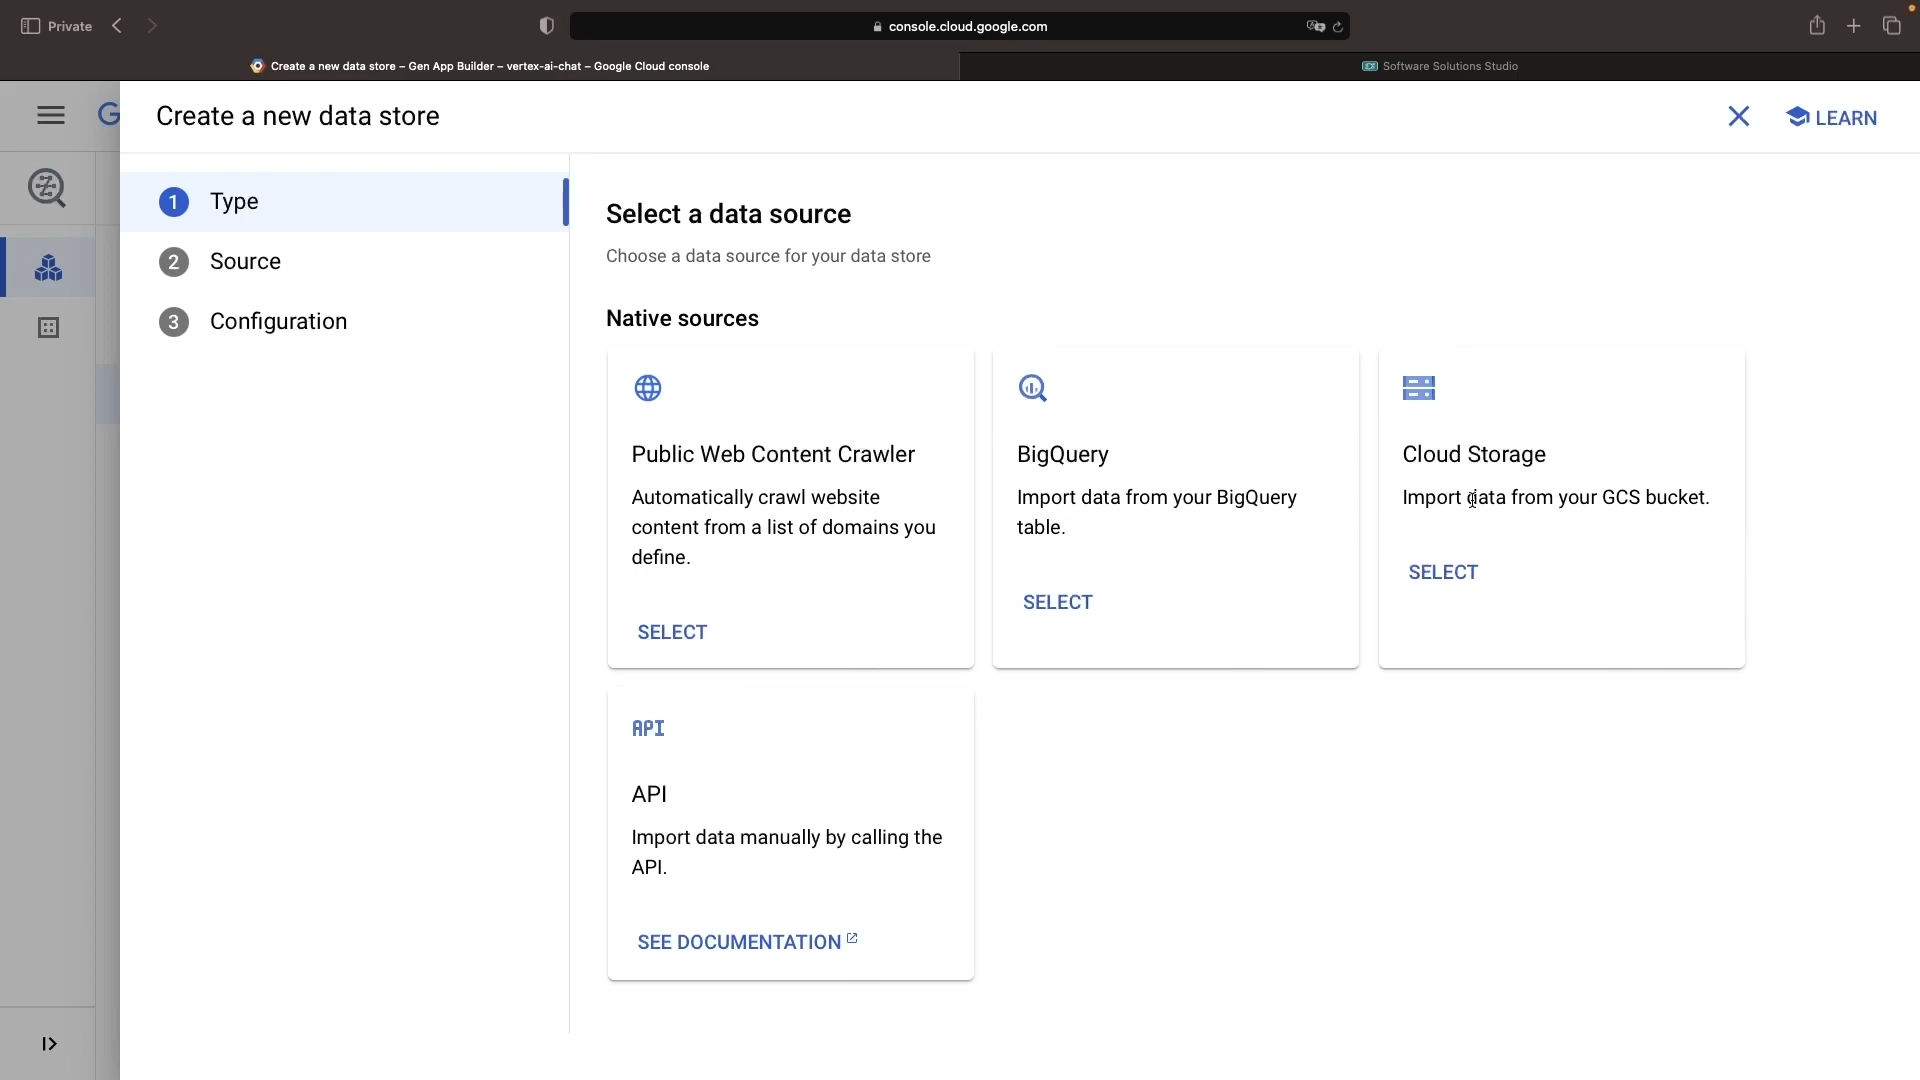 Private
console.cloud.google.com
Create a new data store – Gen App Builder – vertex-ai-chat – Google Cloud console
Software Solutions Studio
G
Create a new data store
LEARN
1 Type
2 Source
3 Configuration
Select a data source
Choose a data source for your data store
Native sources
Public Web Content Crawler
Automatically crawl website
content from a list of domains you
define.
SELECT
BigQuery
Import data from your BigQuery
table.
SELECT
Cloud Storage
Import data from your GCS bucket.
SELECT
API
API
Import data manually by calling the
API.
SEE DOCUMENTATION